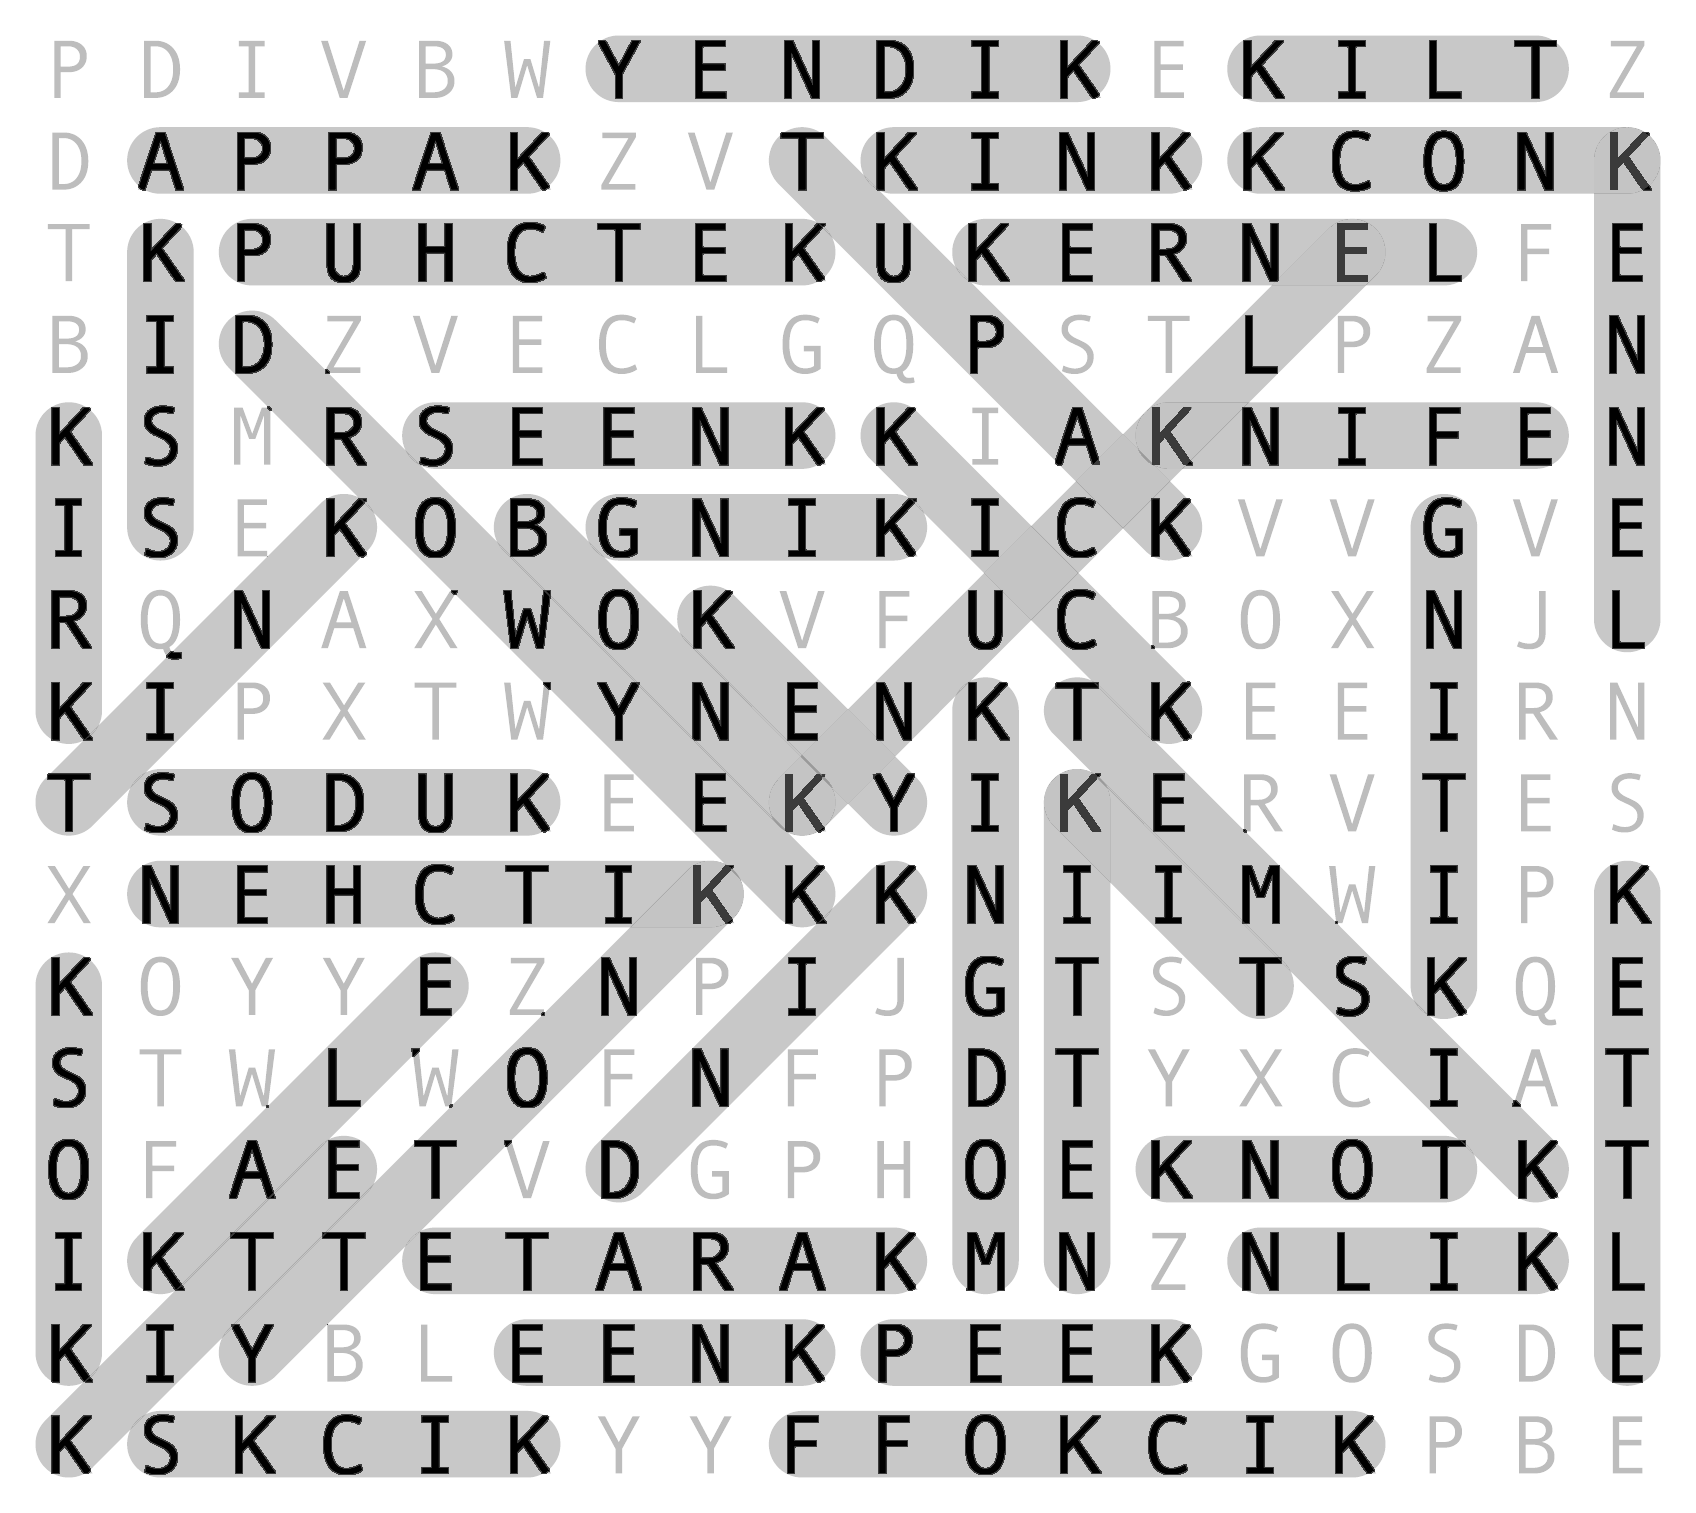 P D I V B W Y E N D I K E K I L T Z
D A P P A K Z V T K I N K K C O N K
T K P U H C T E K U K E R N E L F E
B I D Z V E C L G Q P S T L P Z A N
K S M R S E E N K K I A K N I F E N
I S E K O B G N I K I C K V V G V E
R Q N A X W O K V F U C B O X N J L
K I P X T W Y N E N K T K E E I R N
T S O D U K E E K Y I K E R V T E S
X N E H C T I K K K N I I M W I P K
K O Y Y E Z N P I J G T S T S K Q E
S T W L W O F N F P D T Y X C I A T
O F A E T V D G P H O E K N O T K T
I K T T E T A R A K M N Z N L I K L
K I Y B L E E N K P E E K G O S D E
K S K C I K Y Y F F O K C I K P B E